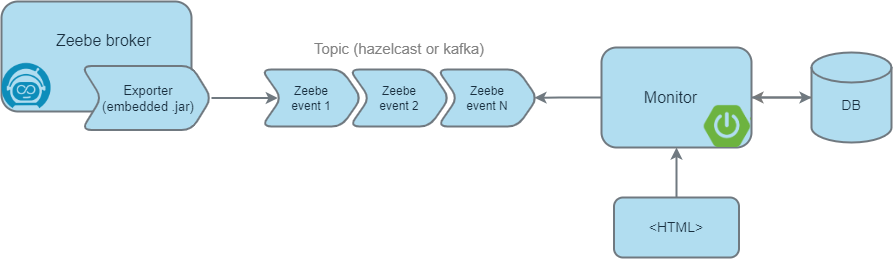 Zeebe broker
Exporter
(embedded .jar)
Topic (hazelcast or kafka)
Zeebe
event 1
Zeebe
event 2
Zeebe
event N
Monitor
DB
<HTML>